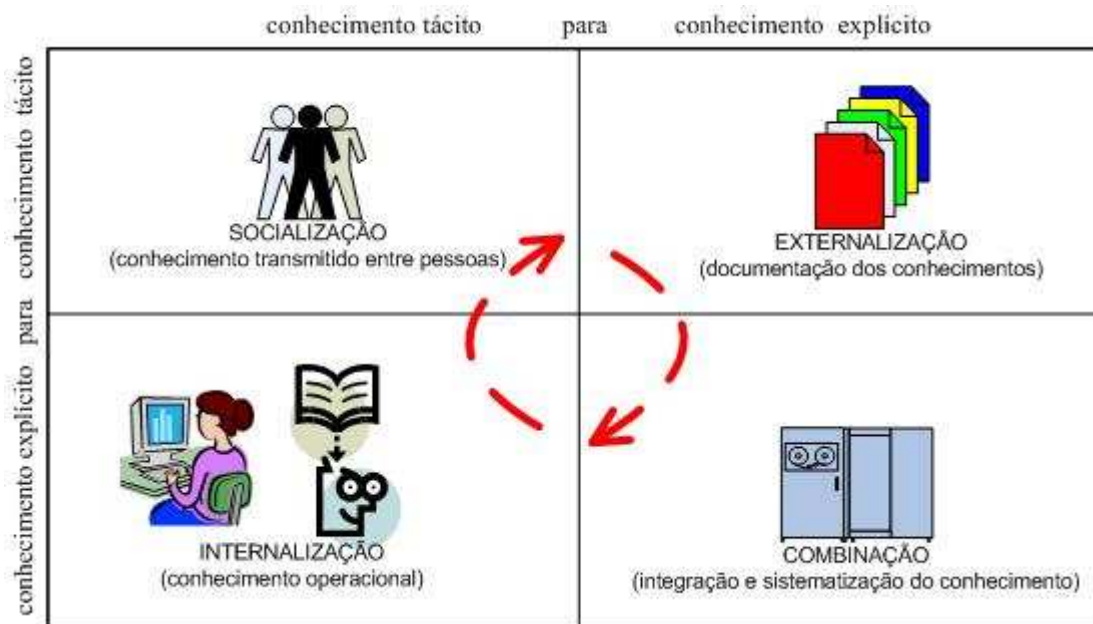 conhecimento tácito para conhecimento explícito
conhecimento explícito para conhecimento tácito
SOCIALIZAÇÃO
(conhecimento transmitido entre pessoas)
EXTERNALIZAÇÃO
(documentação dos conhecimentos)
INTERNALIZAÇÃO
(conhecimento operacional)
COMBINAÇÃO
(integração e sistematização do conhecimento)